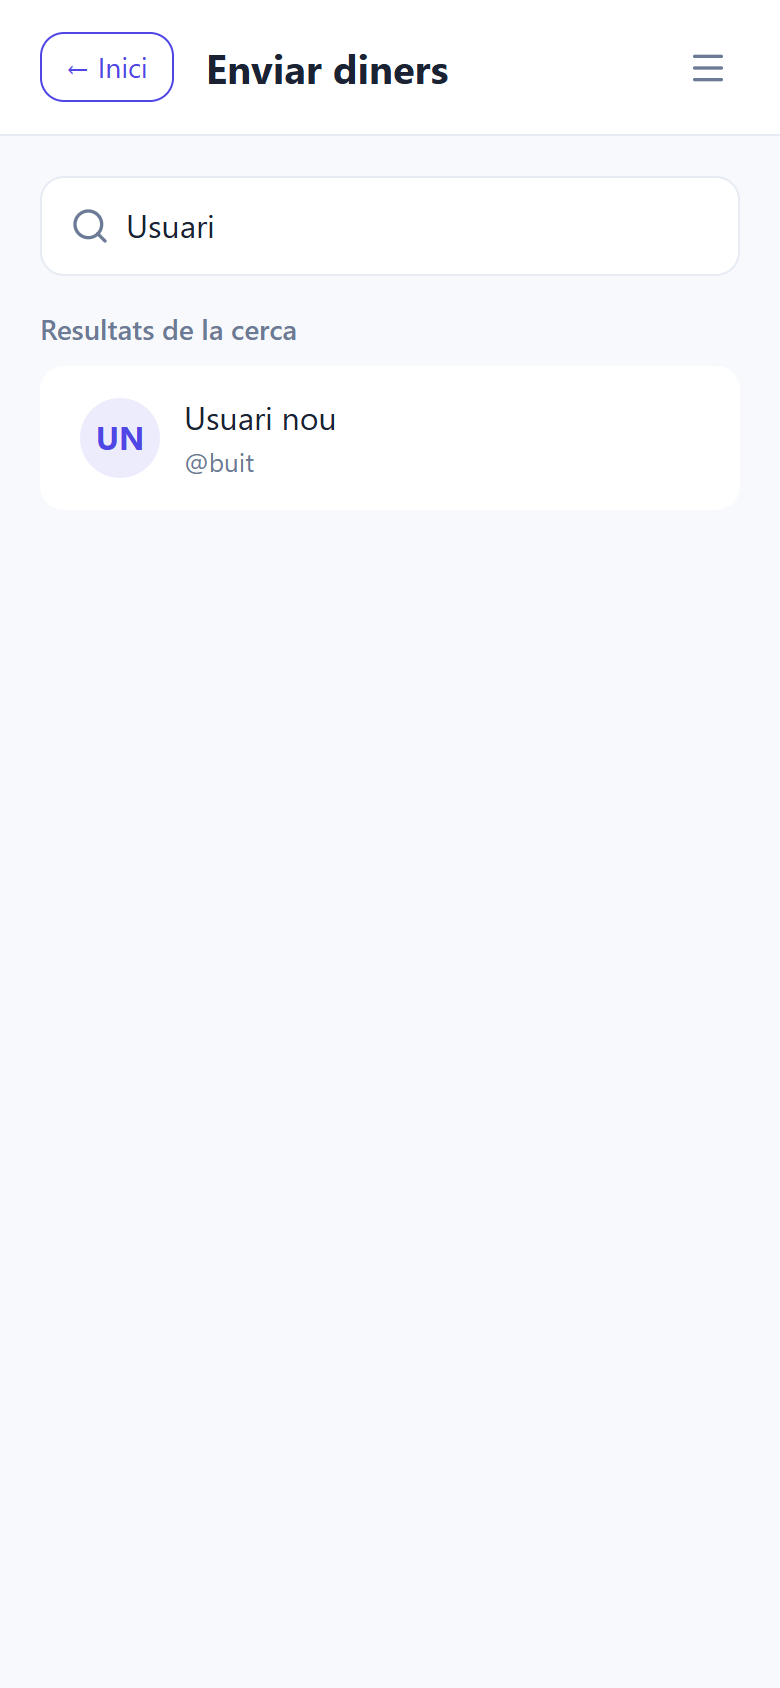 ← Inici
Enviar diners
Usuari
Resultats de la cerca
UN
Usuari nou
@buit